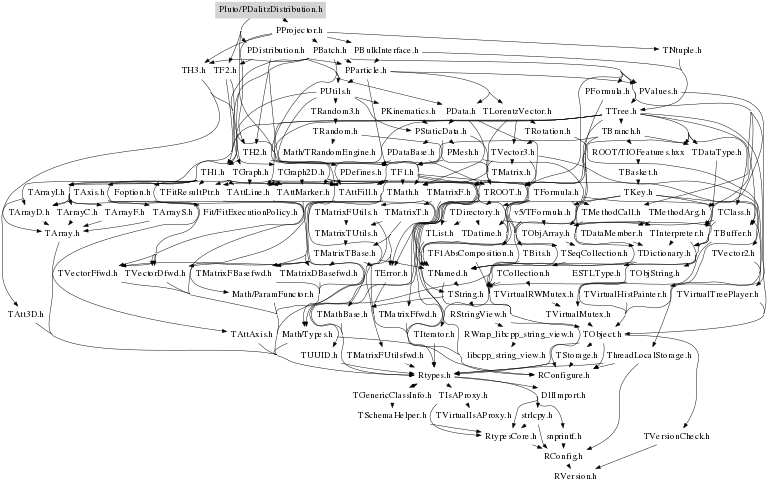 Pluto/PDalitzDistribution.h
PProjector.h
PDistribution.h PBatch.h PBulkInterface.h TNtuple.h
TH3.h TF2.h PParticle.h
PUtils.h PFormula.h PValues.h
TRandom3.h PKinematics.h PData.h TLorentzVector.h TTree.h
TRandom.h PStaticData.h TRotation.h TBranch.h
TH2.h Math/TRandomEngine.h PDataBase.h PMesh.h TVector3.h ROOT/TIOFeatures.hxx TDataType.h
TH1.h TGraph.h TGraph2D.h PDefines.h TF1.h TMatrix.h TBasket.h
TArrayI.h TAxis.h Foption.h TFitResultPtr.h TAttLine.h TAttMarker.h TAttFill.h TMath.h TMatrixF.h TROOT.h TFormula.h TKey.h
TArrayD.h TArrayC.h TArrayF.h TArrayS.h Fit/FitExecutionPolicy.h TMatrixFUtils.h TMatrixT.h TDirectory.h v5/TFormula.h TMethodCall.h TMethodArg.h TClass.h
TArray.h TMatrixTUtils.h TList.h TDatime.h TObjArray.h TDataMember.h TInterpreter.h TBuffer.h
TMatrixTBase.h TF1AbsComposition.h TBits.h TSeqCollection.h TDictionary.h TVector2.h
TVectorFfwd.h TVectorDfwd.h TMatrixFBasefwd.h TMatrixDBasefwd.h TError.h TNamed.h TCollection.h ESTLType.h TObjString.h
Math/ParamFunctor.h TString.h TVirtualRWMutex.h TVirtualHistPainter.h TVirtualTreePlayer.h
TAtt3D.h TMathBase.h TMatrixFfwd.h RStringView.h TVirtualMutex.h
TAttAxis.h Math/Types.h TIterator.h RWrap_libcpp_string_view.h TObject.h
TUUID.h TMatrixFUtilsfwd.h libcpp_string_view.h TStorage.h ThreadLocalStorage.h
Rtypes.h RConfigure.h
TGenericClassInfo.h TIsAProxy.h DllImport.h
TSchemaHelper.h TVirtualIsAProxy.h strlcpy.h
RtypesCore.h snprintf.h TVersionCheck.h
RConfig.h
RVersion.h